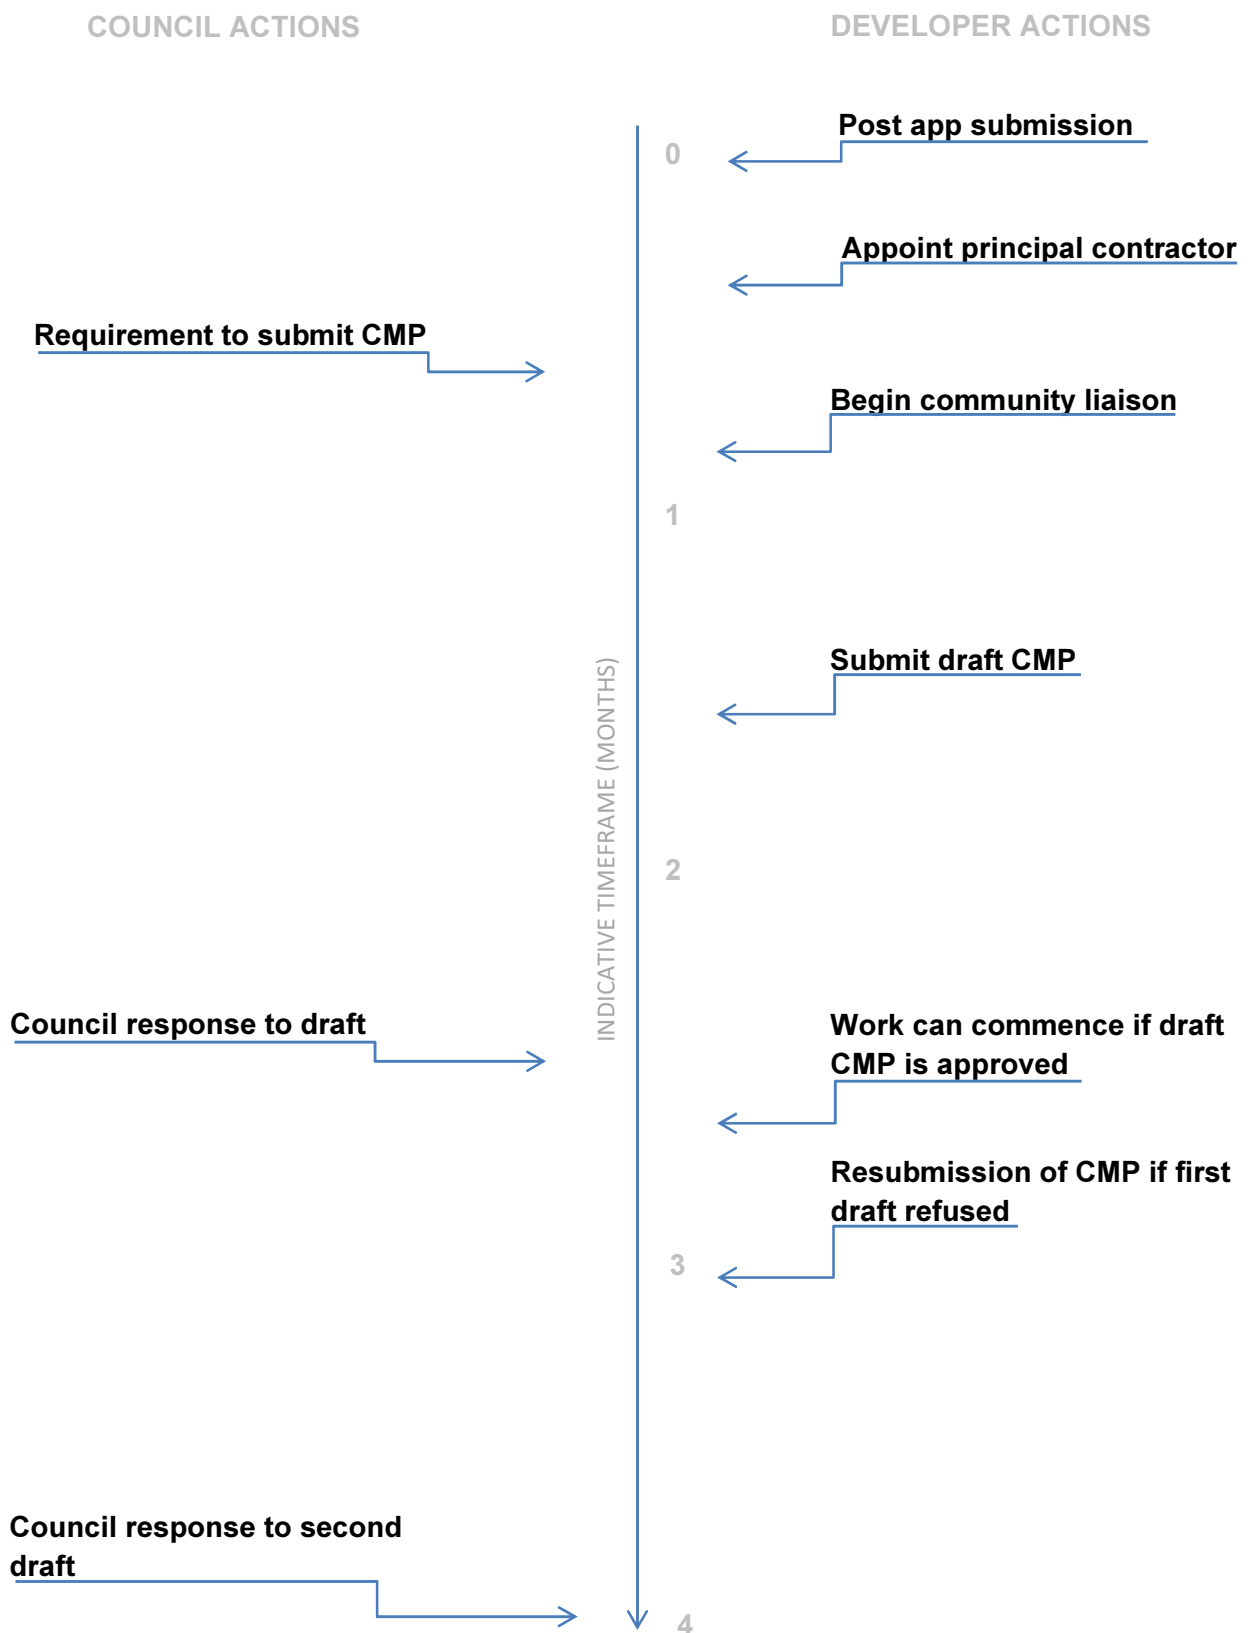 COUNCIL ACTIONS
DEVELOPER ACTIONS
Post app submission
0
Appoint principal contractor
Requirement to submit CMP
Begin community liaison
1
Submit draft CMP
INDICATIVE TIMEFRAME (MONTHS)
2
Council response to draft
Work can commence if draft
CMP is approved
Resubmission of CMP if first
draft refused
3
Council response to second
draft
4